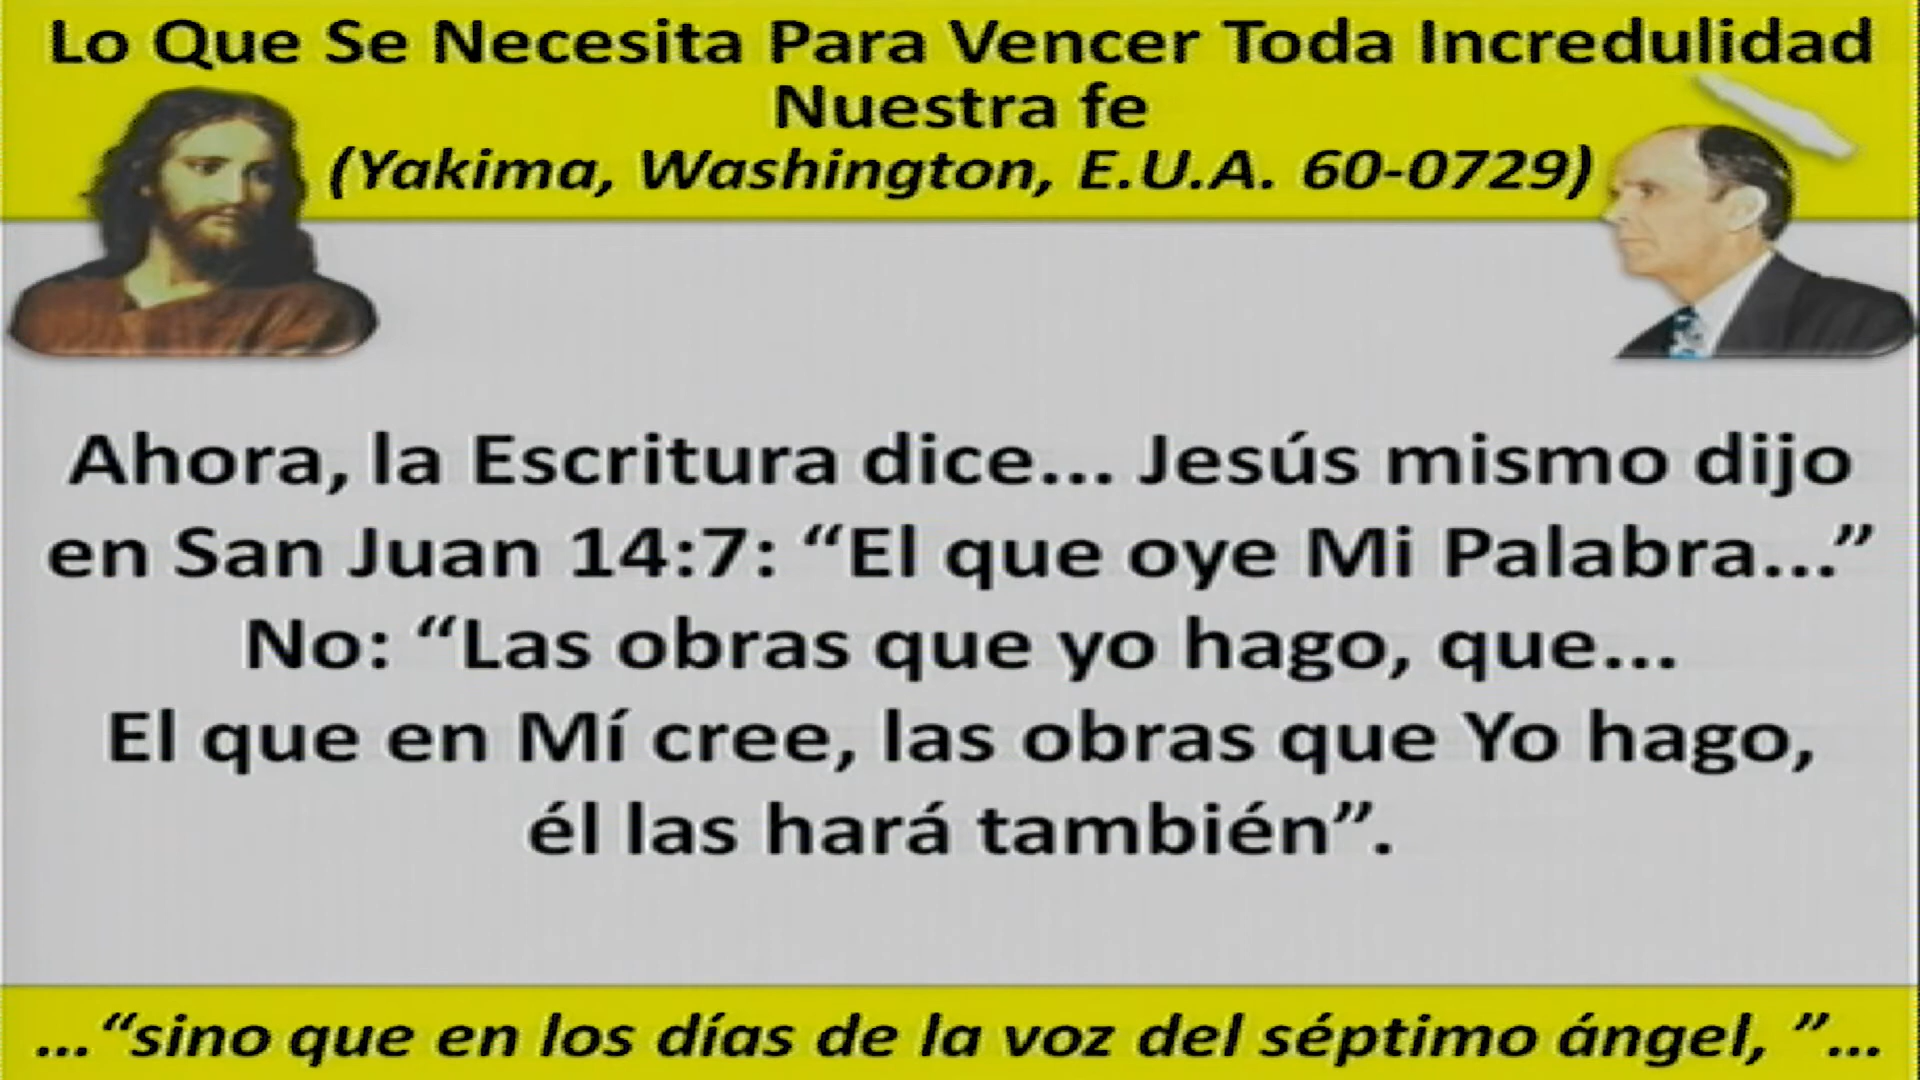 Lo Que Se Necesita Para Vencer Toda Incredulidad
Nuestra fe
(Yakima, Washington, E.U.A. 60-0729)
Ahora, la Escritura dice... Jesús mismo dijo
en San Juan 14:7: “El que oye Mi Palabra...”
No: “Las obras que yo hago, que...
El que en Mí cree, las obras que Yo hago,
él las hará también”.
...“sino que en los días de la voz del séptimo ángel, ”...